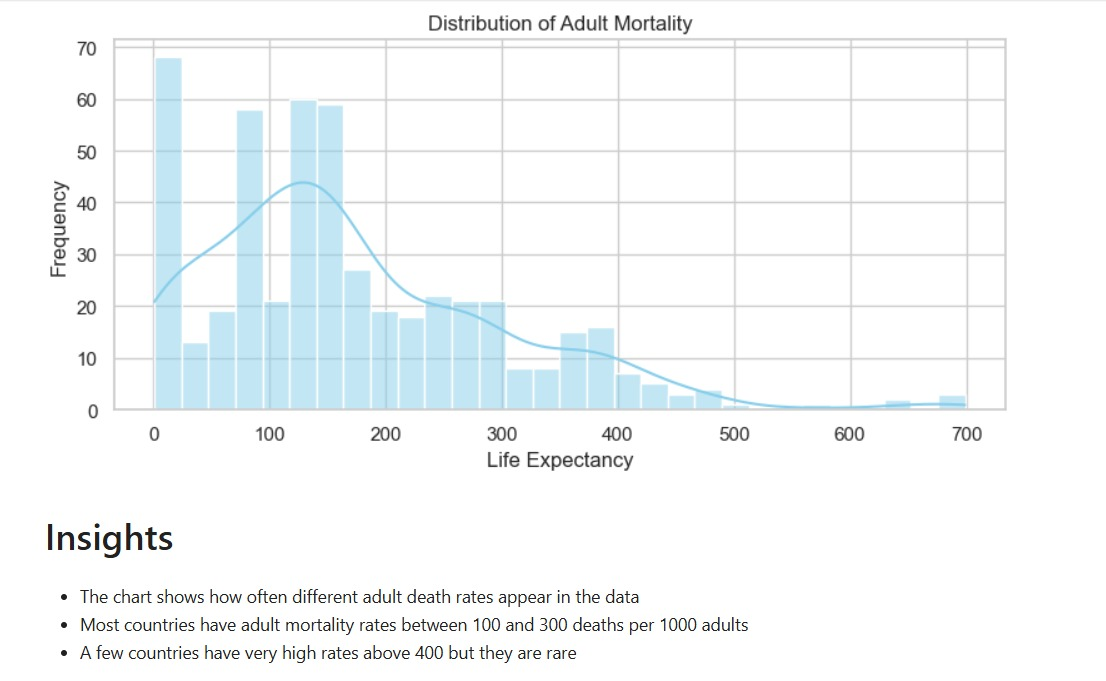 Distribution of Adult Mortality
70
60
50
40
30
20
10
0
Frequency
0 100 200 300 400 500 600 700
Life Expectancy
Insights
• The chart shows how often different adult death rates appear in the data
• Most countries have adult mortality rates between 100 and 300 deaths per 1000 adults
• A few countries have very high rates above 400 but they are rare